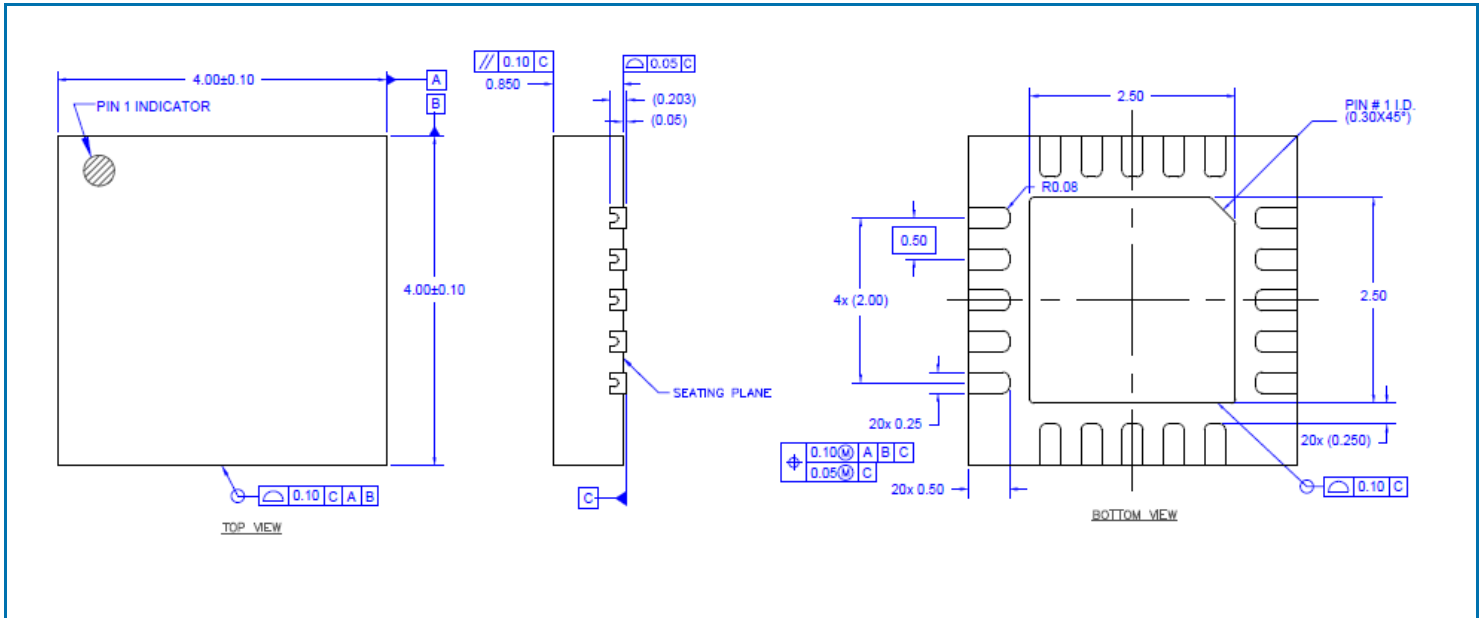 4.00±0.10
A
B
PIN 1 INDICATOR
4.00±0.10
⌓ 0.10 C A B
TOP VIEW
// 0.10 C
0.850
⌓ 0.05 C
(0.203)
(0.05)
SEATING PLANE
C
2.50
PIN # 1 I.D.
(0.30X45°)
R0.08
0.50
4x (2.00)
2.50
20x 0.25
⌖ 0.10Ⓜ A B C
0.05Ⓜ C
20x 0.50
20x (0.250)
⌓ 0.10 C
BOTTOM VIEW